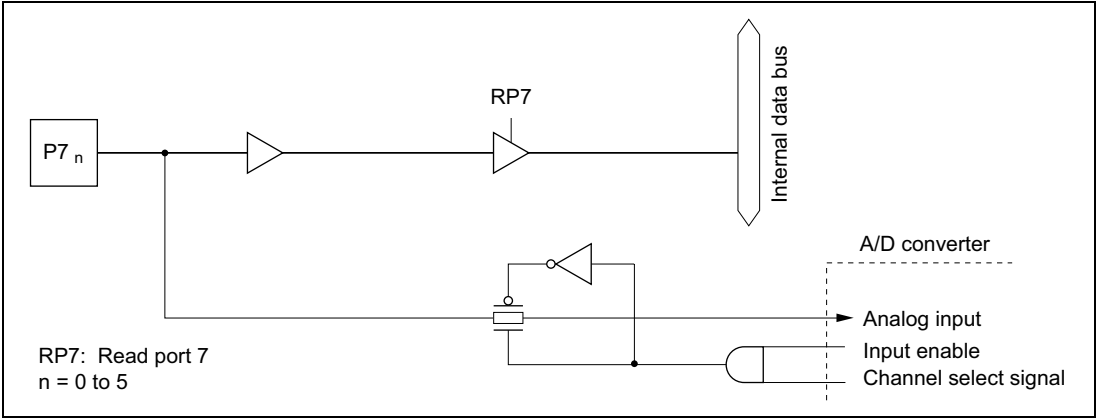 RP7
P7 n
Internal data bus
A/D converter
Analog input
Input enable
Channel select signal
RP7: Read port 7
n = 0 to 5